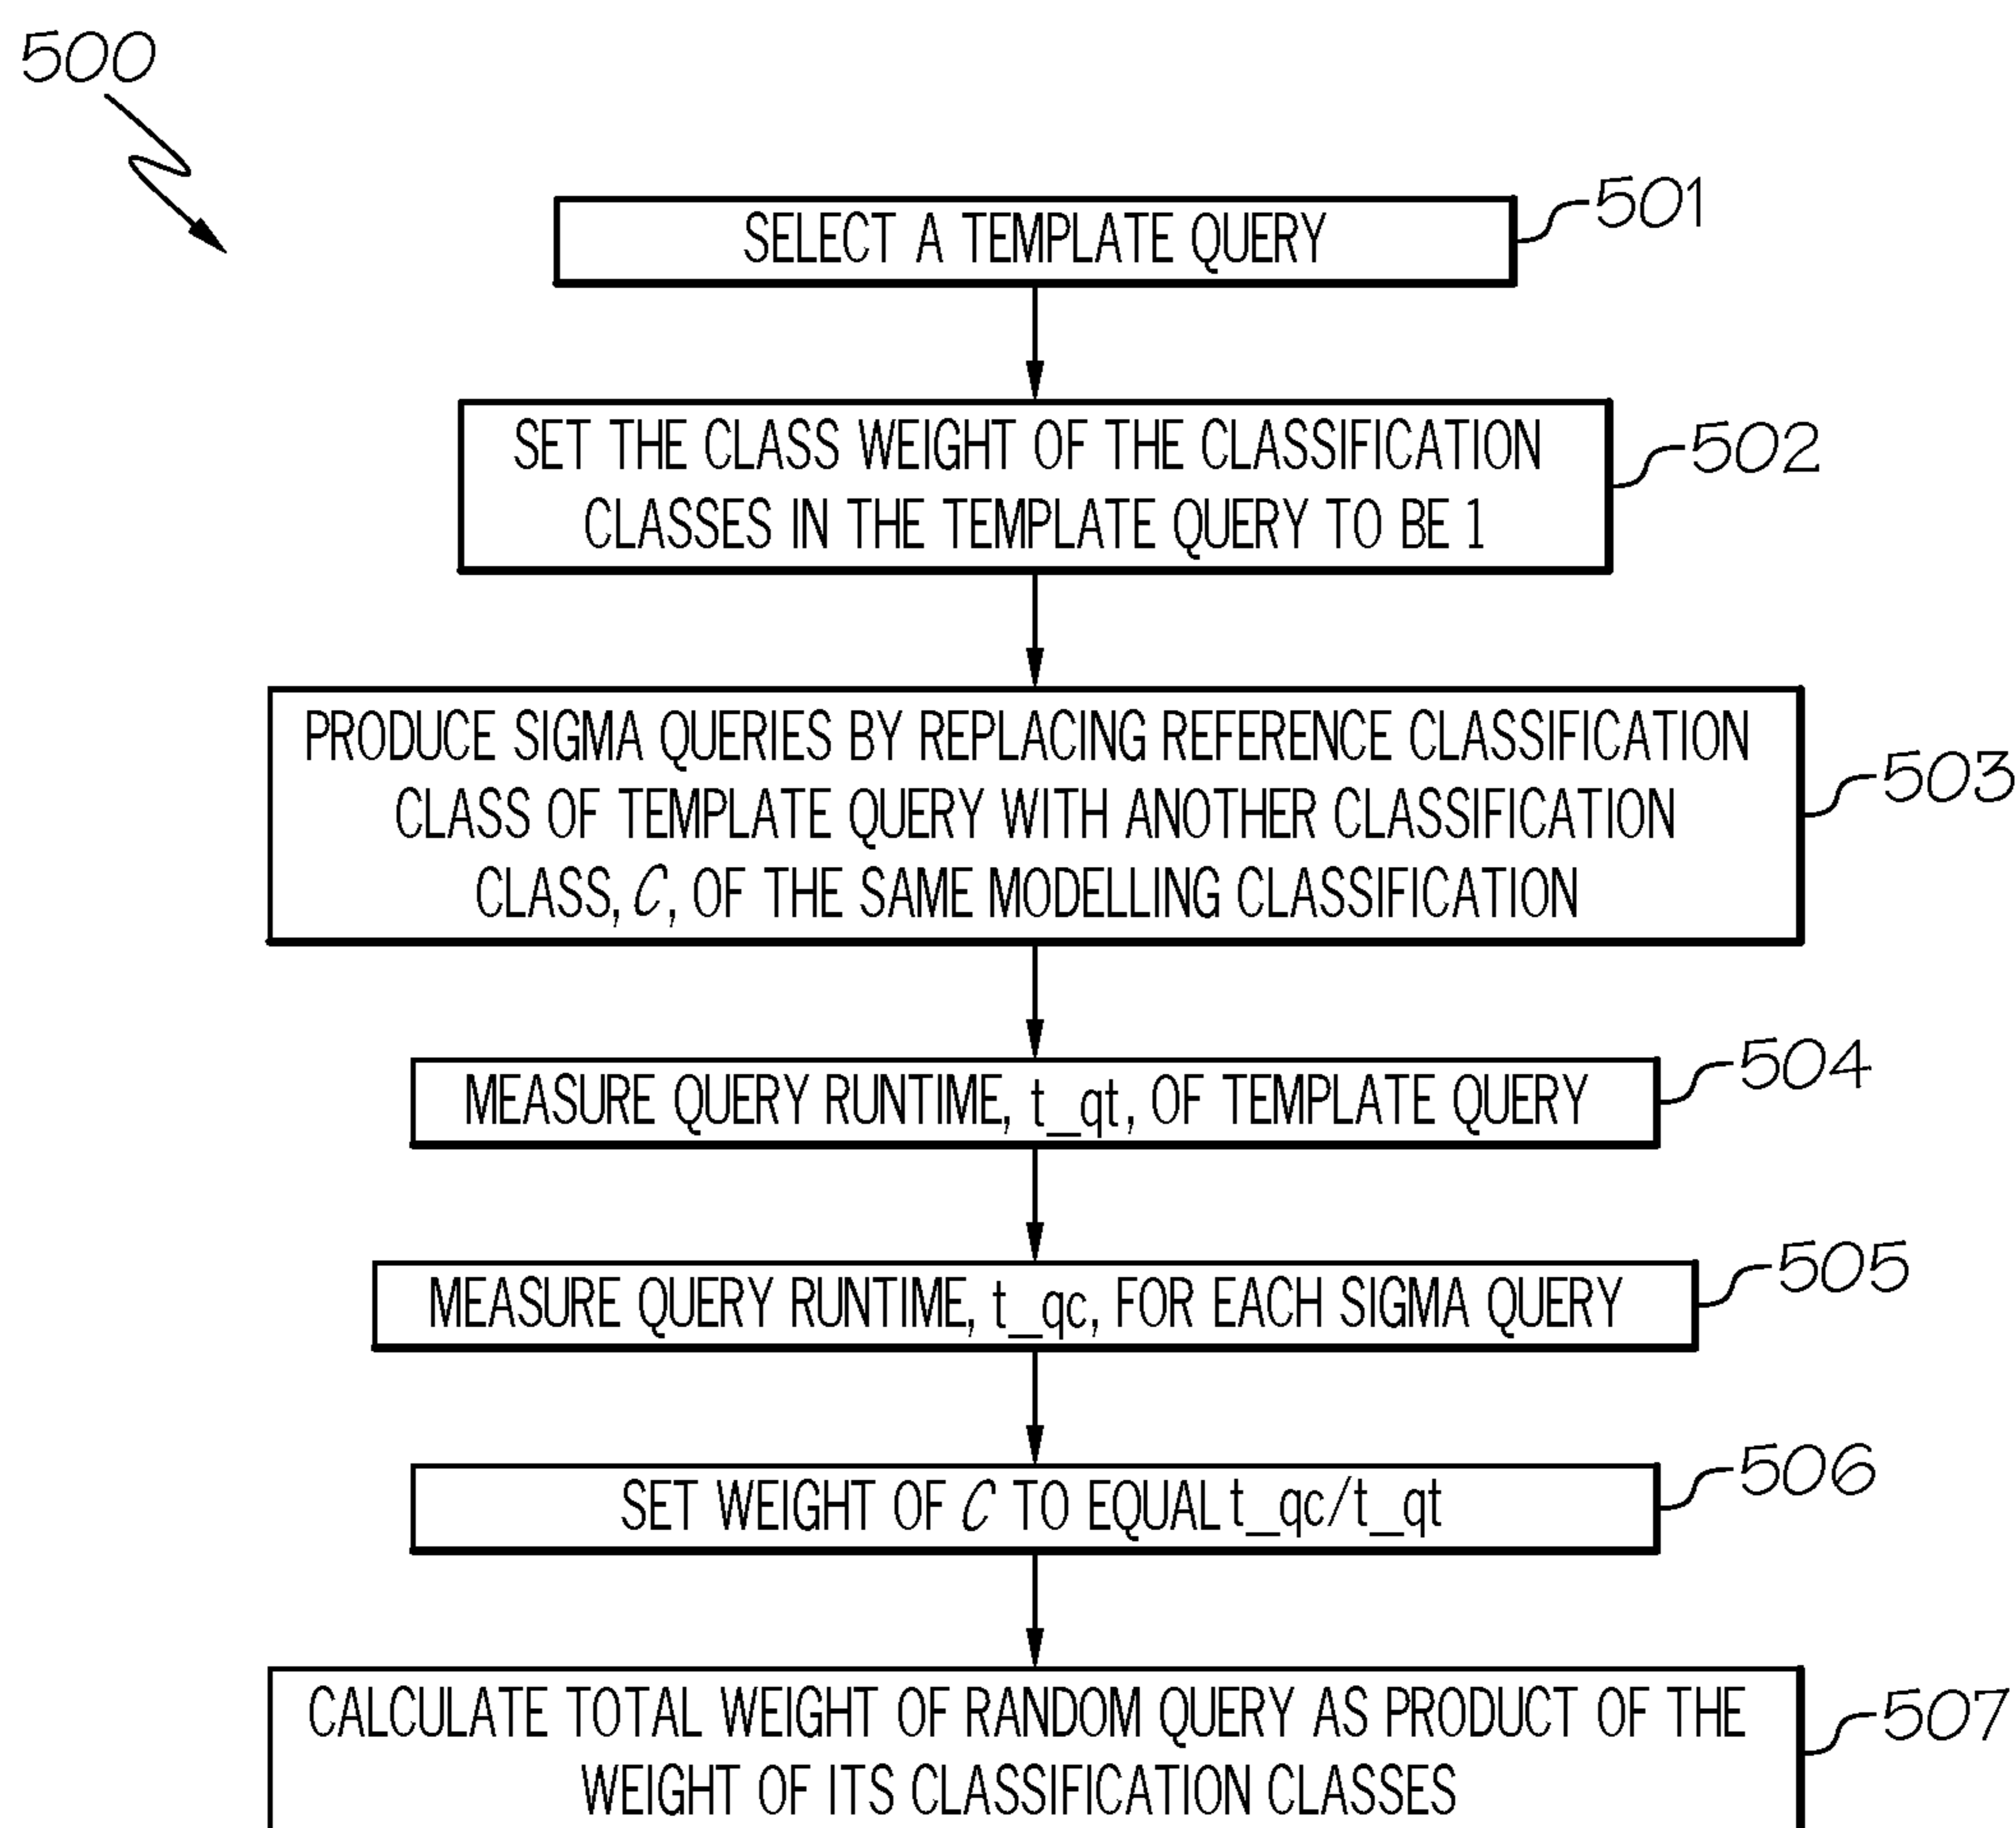 500
SELECT A TEMPLATE QUERY
501
SET THE CLASS WEIGHT OF THE CLASSIFICATION
CLASSES IN THE TEMPLATE QUERY TO BE 1
502
PRODUCE SIGMA QUERIES BY REPLACING REFERENCE CLASSIFICATION
CLASS OF TEMPLATE QUERY WITH ANOTHER CLASSIFICATION
CLASS, C, OF THE SAME MODELLING CLASSIFICATION
503
MEASURE QUERY RUNTIME, t_qt, OF TEMPLATE QUERY
504
MEASURE QUERY RUNTIME, t_qc, FOR EACH SIGMA QUERY
505
SET WEIGHT OF C TO EQUAL t_qc/t_qt
506
CALCULATE TOTAL WEIGHT OF RANDOM QUERY AS PRODUCT OF THE
WEIGHT OF ITS CLASSIFICATION CLASSES
507